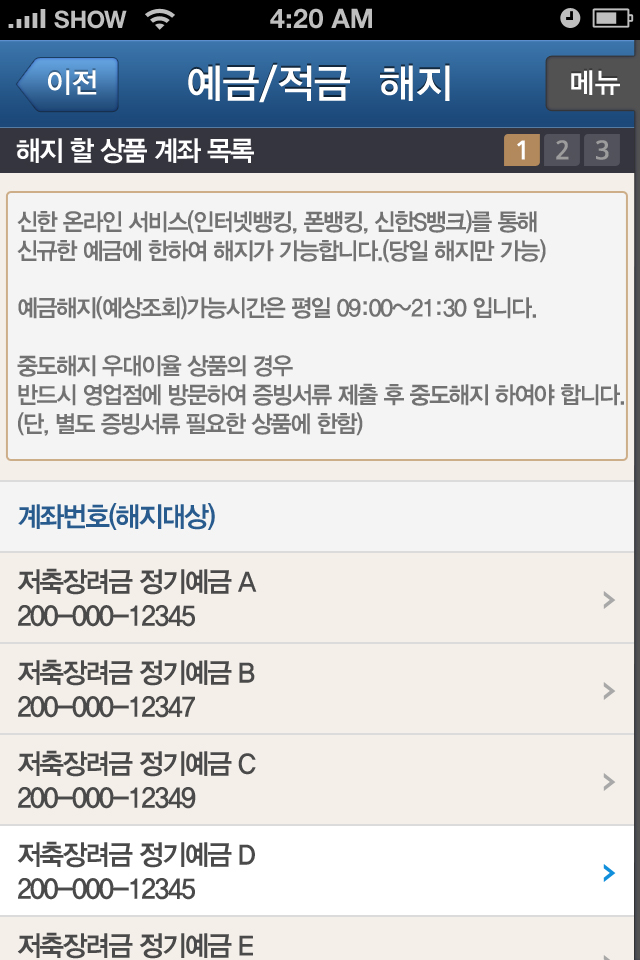 SHOW 4:20 AM
이전 예금/적금 해지 메뉴
해지 할 상품 계좌 목록 1 2 3
신한 온라인 서비스(인터넷뱅킹, 폰뱅킹, 신한S뱅크)를 통해
신규한 예금에 한하여 해지가 가능합니다.(당일 해지만 가능)
예금해지(예상조회)가능시간은 평일 09:00~21:30 입니다.
중도해지 우대이율 상품의 경우
반드시 영업점에 방문하여 증빙서류 제출 후 중도해지 하여야 합니다.
(단, 별도 증빙서류 필요한 상품에 한함)
계좌번호(해지대상)
저축장려금 정기예금 A
200-000-12345
저축장려금 정기예금 B
200-000-12347
저축장려금 정기예금 C
200-000-12349
저축장려금 정기예금 D
200-000-12345
저축장려금 정기예금 E